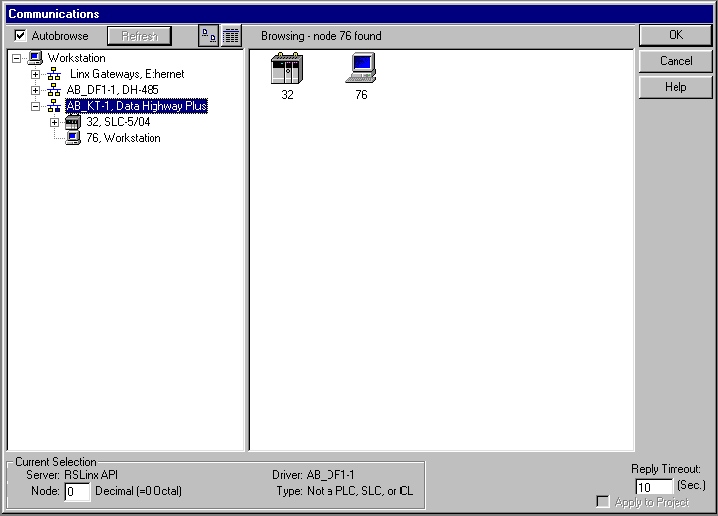 Communications
Autobrowse
Refresh
Browsing - node 76 found
OK
Cancel
Help
Workstation
Linx Gateways, Ethernet
AB_DF1-1, DH-485
AB_KT-1, Data Highway Plus
32, SLC-5/04
76, Workstation
32
76
Current Selection
Server: RSLinx API
Driver: AB_DF1-1
Node: 0 Decimal (=0 Octal)
Type: Not a PLC, SLC, or ICL
Reply Timeout:
10 (Sec.)
Apply to Project